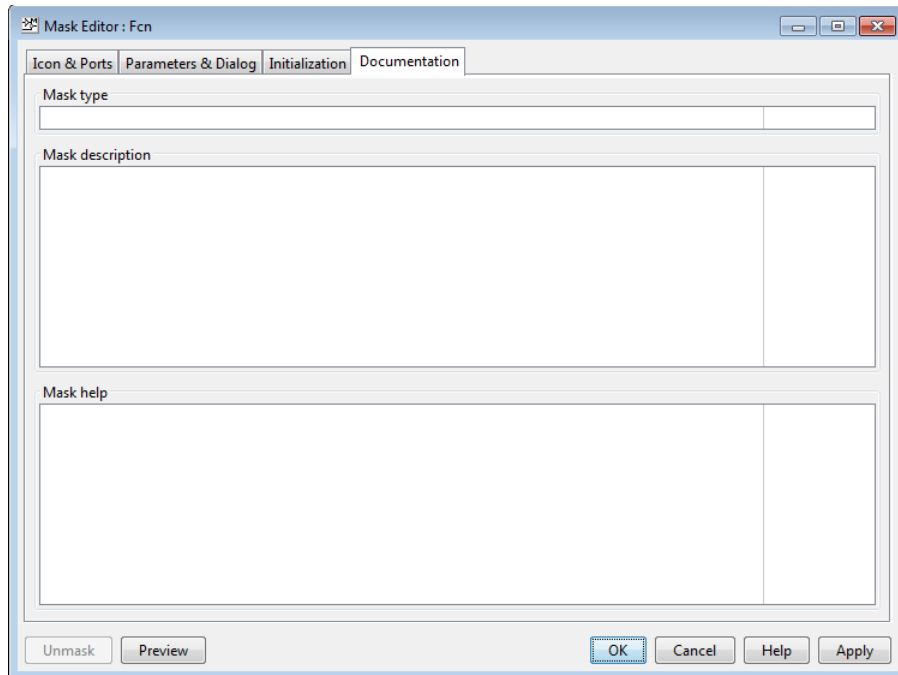 Mask Editor : Fcn
Icon & Ports Parameters & Dialog Initialization Documentation
Mask type
Mask description
Mask help
Unmask Preview OK Cancel Help Apply